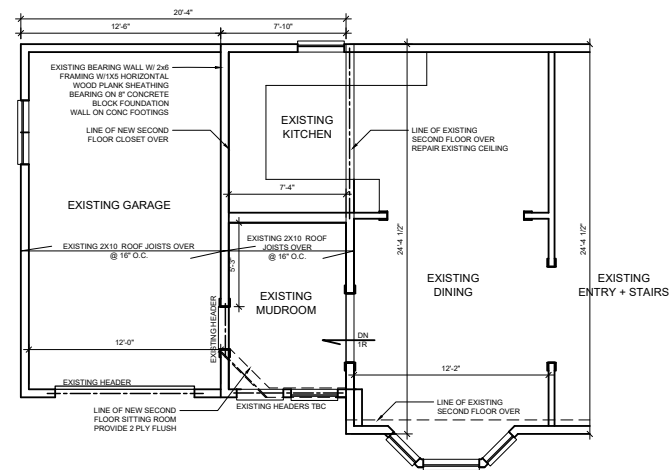 20'-4"
12'-6"
7'-10"
EXISTING BEARING WALL W/ 2x6
FRAMING W/1X5 HORIZONTAL
WOOD PLANK SHEATHING
BEARING ON 8" CONCRETE
BLOCK FOUNDATION
WALL ON CONC FOOTINGS
LINE OF NEW SECOND
FLOOR CLOSET OVER
EXISTING
KITCHEN
LINE OF EXISTING
SECOND FLOOR OVER
REPAIR EXISTING CEILING
7'-4"
EXISTING GARAGE
EXISTING 2X10 ROOF JOISTS OVER
@ 16" O.C.
EXISTING 2X10 ROOF
JOISTS OVER
@ 16" O.C.
5'-3"
24'-4 1/2"
24'-4 1/2"
EXISTING
MUDROOM
EXISTING
DINING
EXISTING
ENTRY + STAIRS
EXISTING HEADER
DN
1R
12'-0"
12'-2"
EXISTING HEADER
LINE OF NEW SECOND
FLOOR SITTING ROOM
PROVIDE 2 PLY FLUSH
EXISTING HEADERS TBC
LINE OF EXISTING
SECOND FLOOR OVER